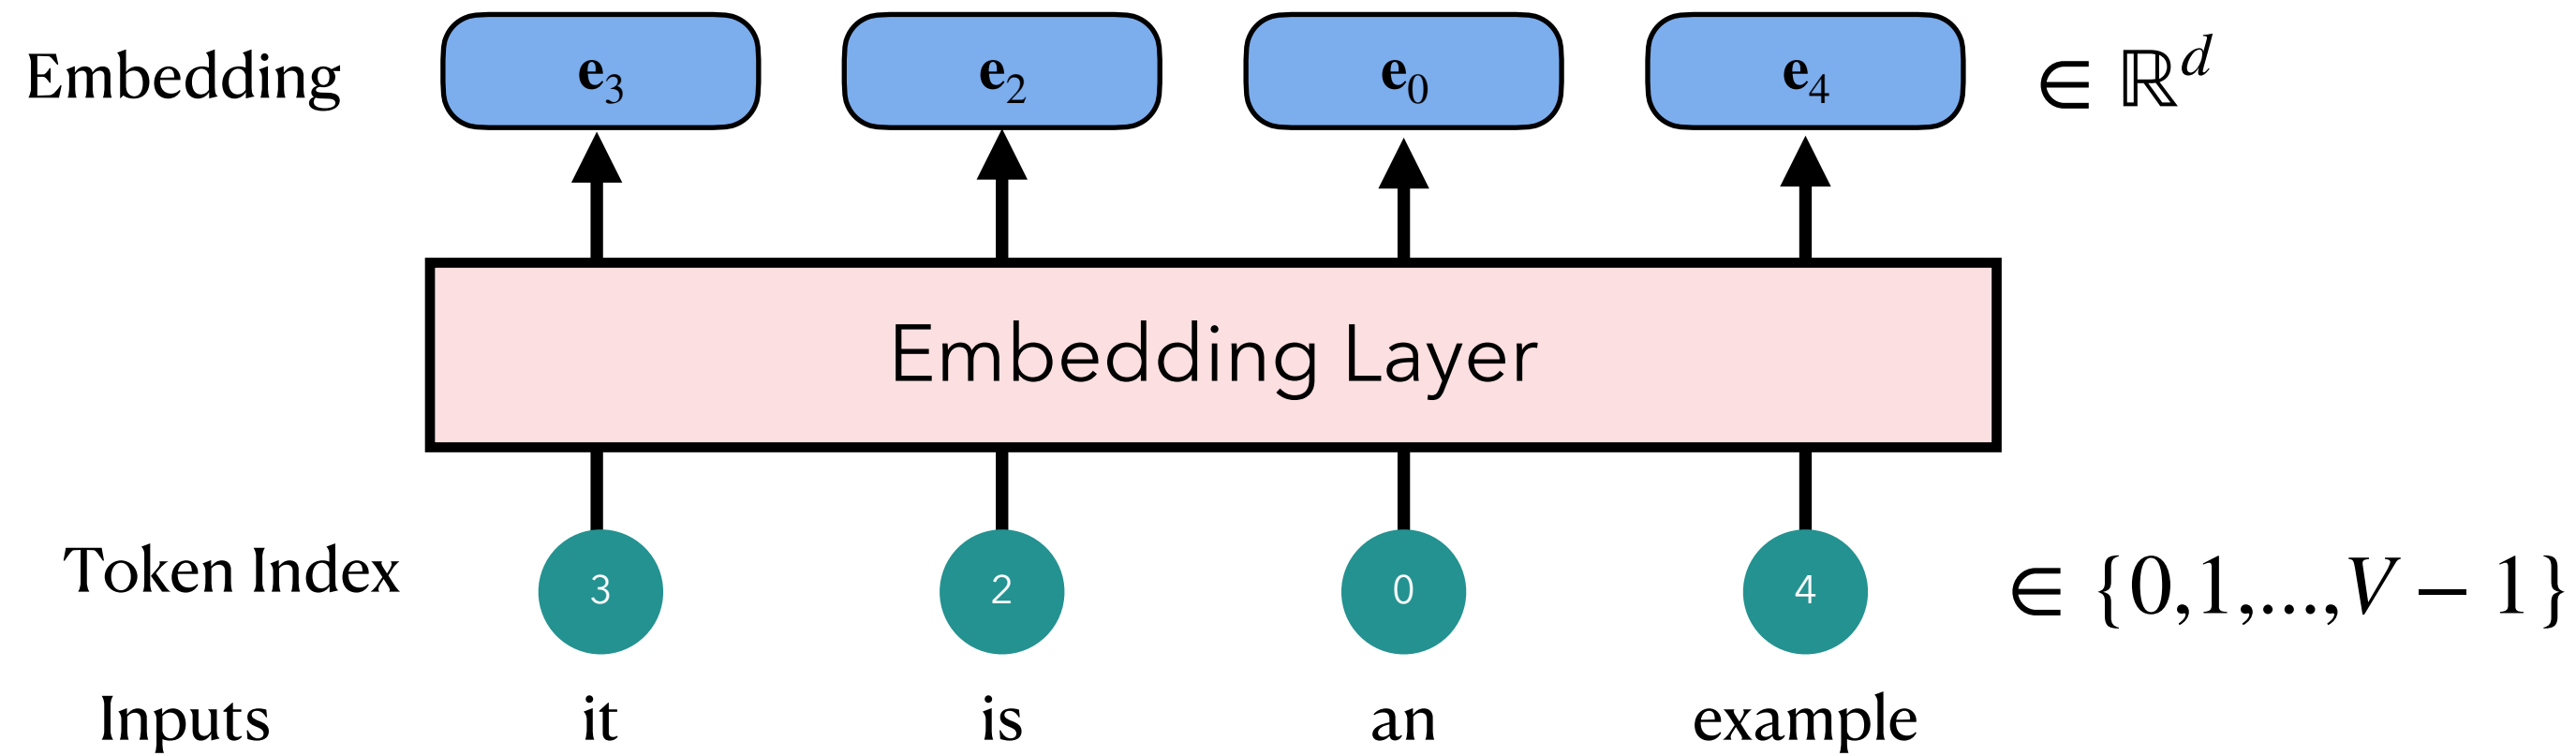 Embedding e₃ e₂ e₀ e₄ ∈ ℝᵈ
Embedding Layer
Token Index 3 2 0 4 ∈ {0,1,...,V − 1}
Inputs it is an example